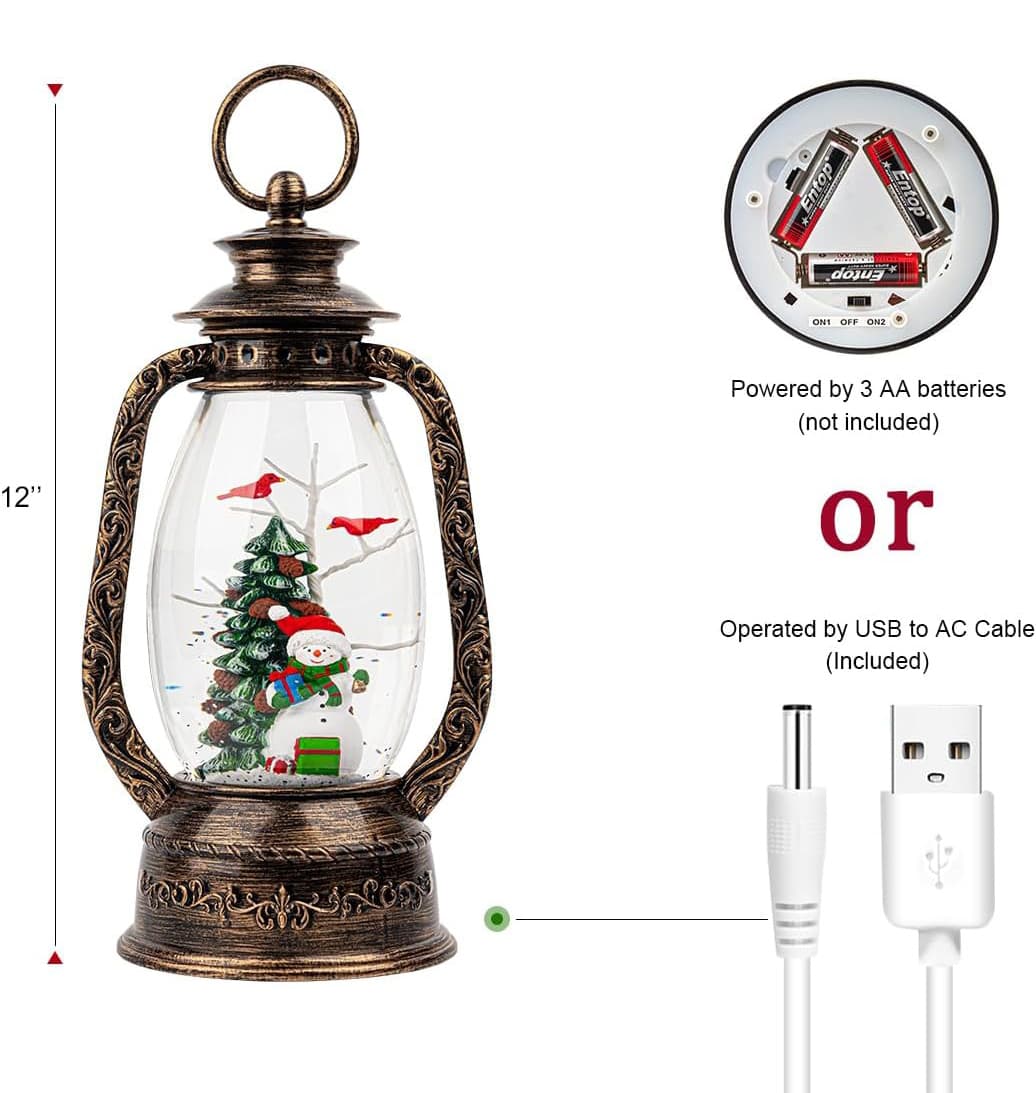 12’’
Entop
Entop
Entop
ON1 OFF ON2
Powered by 3 AA batteries
(not included)
or
Operated by USB to AC Cable
(Included)